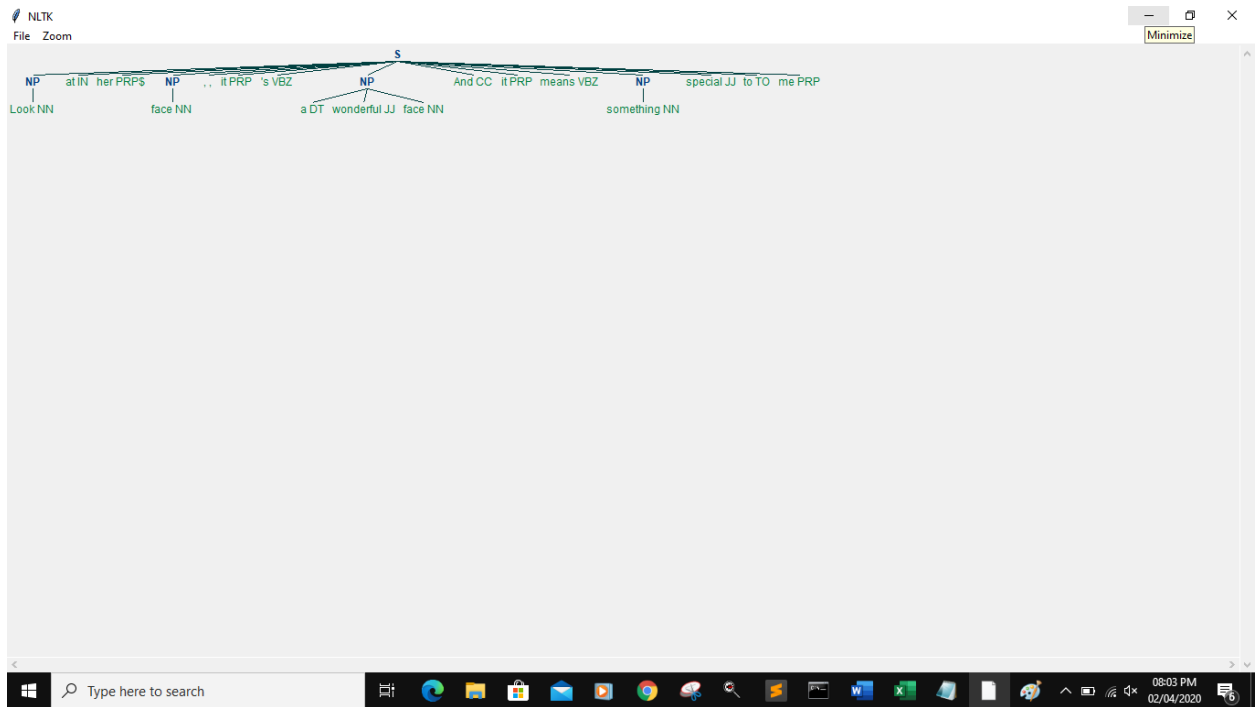 NLTK
File Zoom
Minimize
S
NP at IN her PRP$ NP , , it PRP 's VBZ NP And CC it PRP means VBZ NP special JJ to TO me PRP
Look NN face NN a DT wonderful JJ face NN something NN
Type here to search
08:03 PM
02/04/2020
6